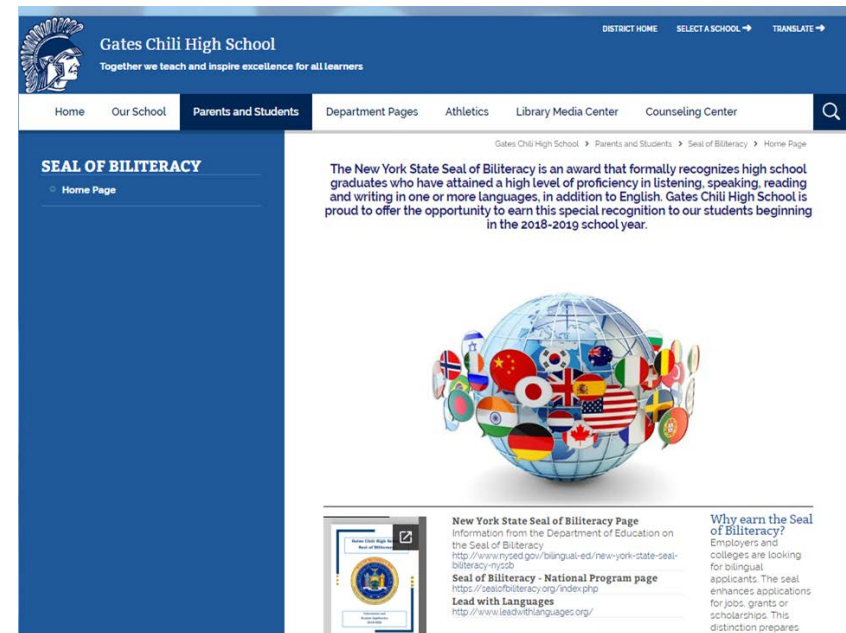 DISTRICT HOME SELECT A SCHOOL TRANSLATE
Gates Chili High School
Together we teach and inspire excellence for all learners
Home Our School Parents and Students Department Pages Athletics Library Media Center Counseling Center
Gates Chili High School > Parents and Students > Seal of Biliteracy > Home Page
SEAL OF BILITERACY
Home Page
The New York State Seal of Biliteracy is an award that formally recognizes high school
graduates who have attained a high level of proficiency in listening, speaking, reading
and writing in one or more languages, in addition to English. Gates Chili High School is
proud to offer the opportunity to earn this special recognition to our students beginning
in the 2018-2019 school year.
Gates Chili High
Seal of Biliteracy
New York State Seal of Biliteracy Page
Information from the Department of Education on
the Seal of Biliteracy
http://www.nysed.gov/bilingual-ed/new-york-state-seal-
biliteracy-nyssb
Seal of Biliteracy - National Program page
https://sealofbiliteracy.org/index.php
Lead with Languages
http://www.leadwithlanguages.org/
Why earn the Seal
of Biliteracy?
Employers and
colleges are looking
for bilingual
applicants. The seal
enhances applications
for jobs, grants or
scholarships. This
distinction prepares